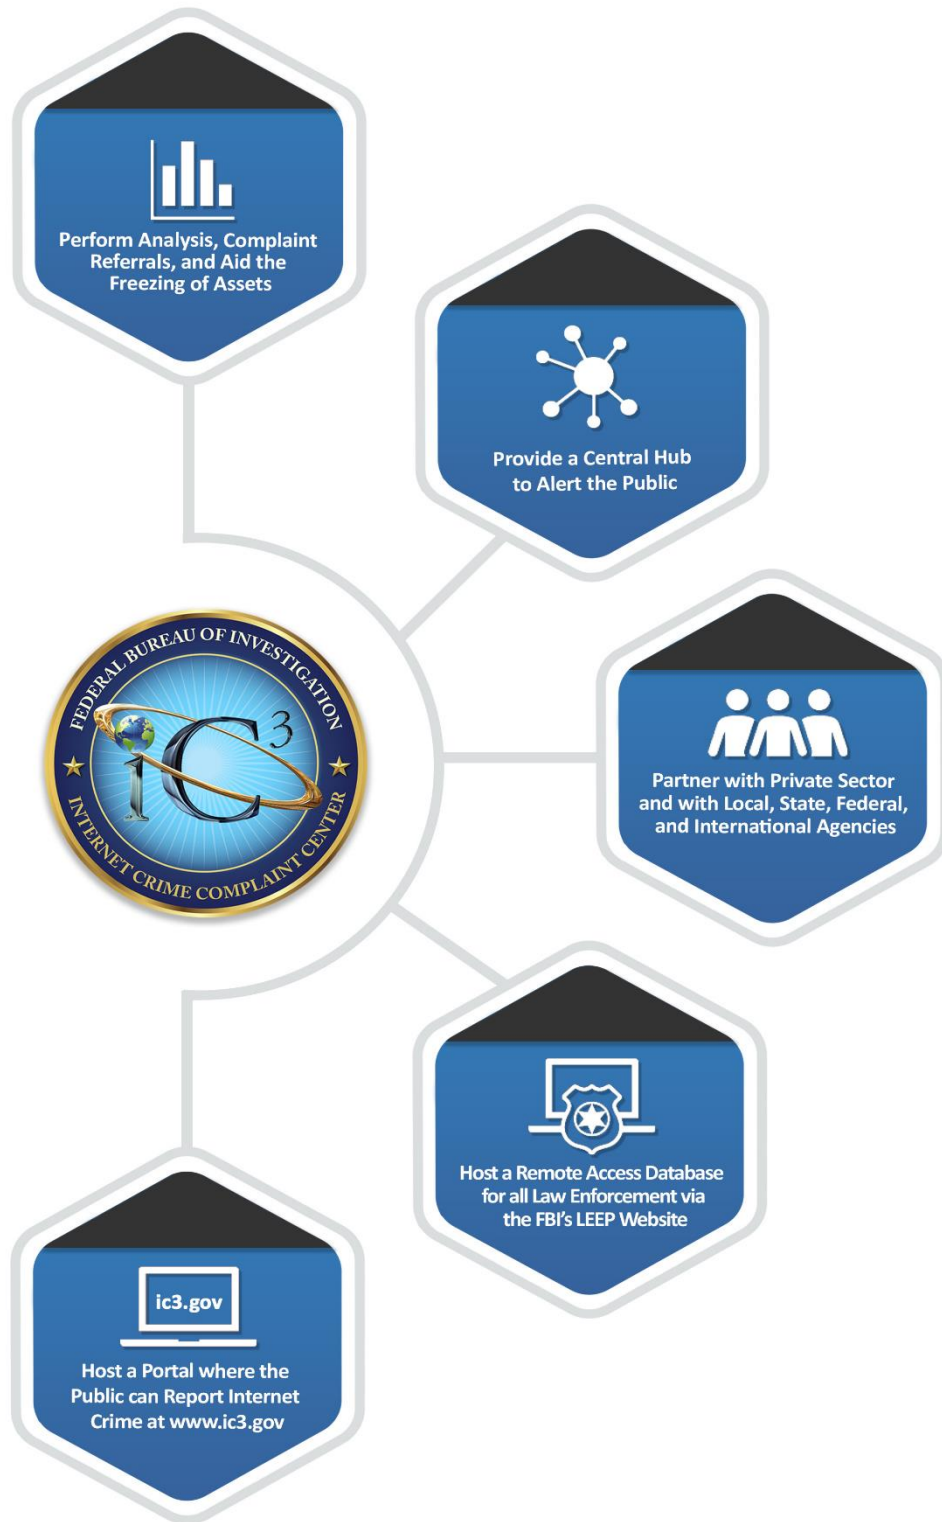 Perform Analysis, Complaint
Referrals, and Aid the
Freezing of Assets
Provide a Central Hub
to Alert the Public
FEDERAL BUREAU OF INVESTIGATION
iC3
INTERNET CRIME COMPLAINT CENTER
Partner with Private Sector
and with Local, State, Federal,
and International Agencies
Host a Remote Access Database
for all Law Enforcement via
the FBI's LEEP Website
ic3.gov
Host a Portal where the
Public can Report Internet
Crime at www.ic3.gov